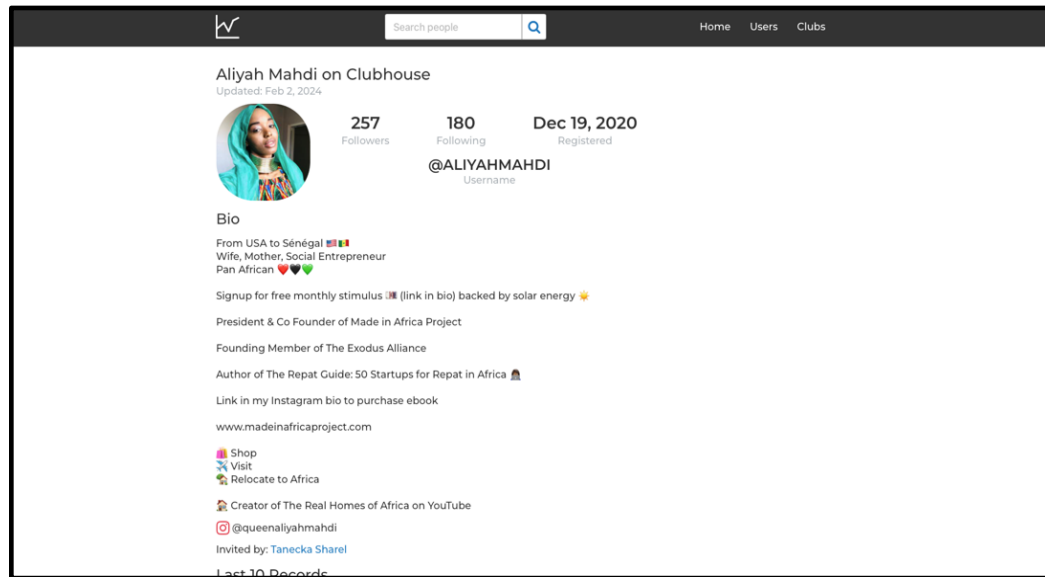 Search people
Home Users Clubs
Aliyah Mahdi on Clubhouse
Updated: Feb 2, 2024
257 180 Dec 19, 2020
Followers Following Registered
@ALIYAHMAHDI
Username
Bio
From USA to Sénégal 🇺🇸🇸🇳
Wife, Mother, Social Entrepreneur
Pan African ❤️🖤💚
Signup for free monthly stimulus 💵 (link in bio) backed by solar energy ☀️
President & Co Founder of Made in Africa Project
Founding Member of The Exodus Alliance
Author of The Repat Guide: 50 Startups for Repat in Africa 👩🏿‍💻
Link in my Instagram bio to purchase ebook
www.madeinafricaproject.com
🛍️ Shop
✈️ Visit
🏡 Relocate to Africa
🏠 Creator of The Real Homes of Africa on YouTube
@queenaliyahmahdi
Invited by: Tanecka Sharel
Last 10 Records